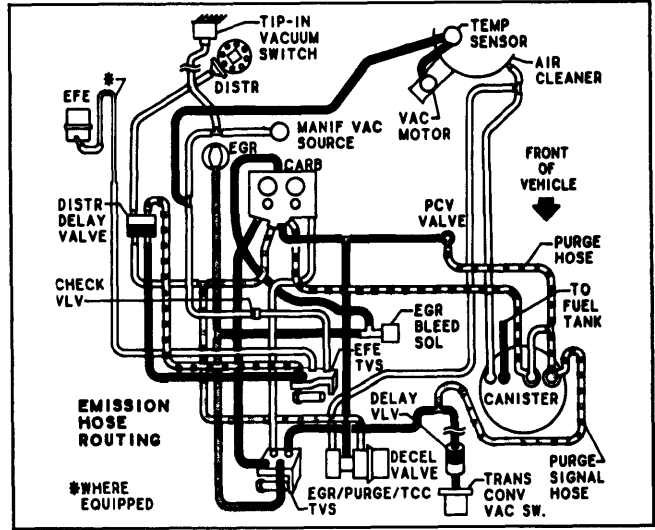 TIP-IN
VACUUM
SWITCH
TEMP
SENSOR
AIR
CLEANER
*
EFE
DISTR
VAC
MOTOR
MANIF VAC
SOURCE
EGR
CARB
FRONT
OF
VEHICLE
DISTR
DELAY
VALVE
PCV
VALVE
PURGE
HOSE
CHECK
VLV
TO
FUEL
TANK
EGR
BLEED
SOL
EFE
TVS
CANISTER
DELAY
VLV
EMISSION
HOSE
ROUTING
DECEL
VALVE
PURGE
SIGNAL
HOSE
*WHERE
EQUIPPED
EGR/PURGE/TCC
TVS
TRANS
CONV
VAC SW.